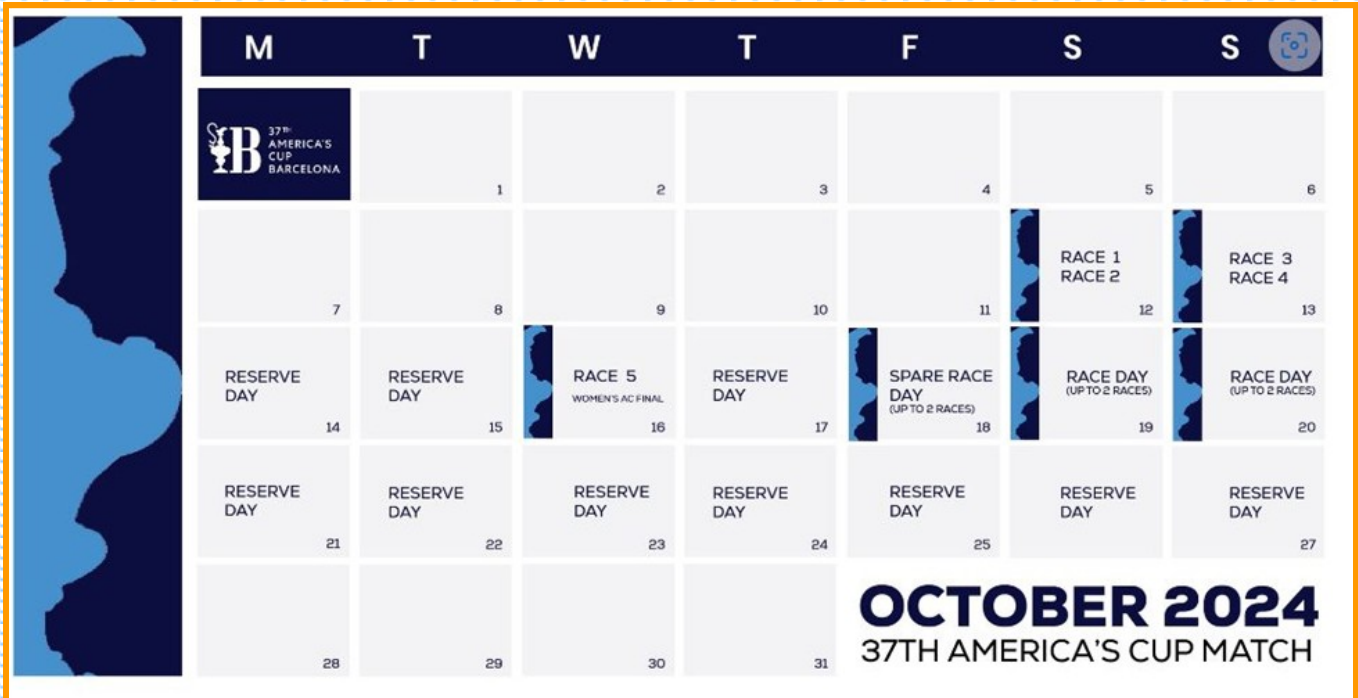 M T W T F S S
37TH
AMERICA'S
CUP
BARCELONA
1 2 3 4 5 6
7
8
9
10
11
RACE 1
RACE 2
12
RACE 3
RACE 4
13
RESERVE
DAY
14
RESERVE
DAY
15
RACE 5
WOMEN'S AC FINAL
16
RESERVE
DAY
17
SPARE RACE
DAY
(UP TO 2 RACES)
18
RACE DAY
(UP TO 2 RACES)
19
RACE DAY
(UP TO 2 RACES)
20
RESERVE
DAY
21
RESERVE
DAY
22
RESERVE
DAY
23
RESERVE
DAY
24
RESERVE
DAY
25
RESERVE
DAY
RESERVE
DAY
27
28
29
30
31
OCTOBER 2024
37TH AMERICA'S CUP MATCH